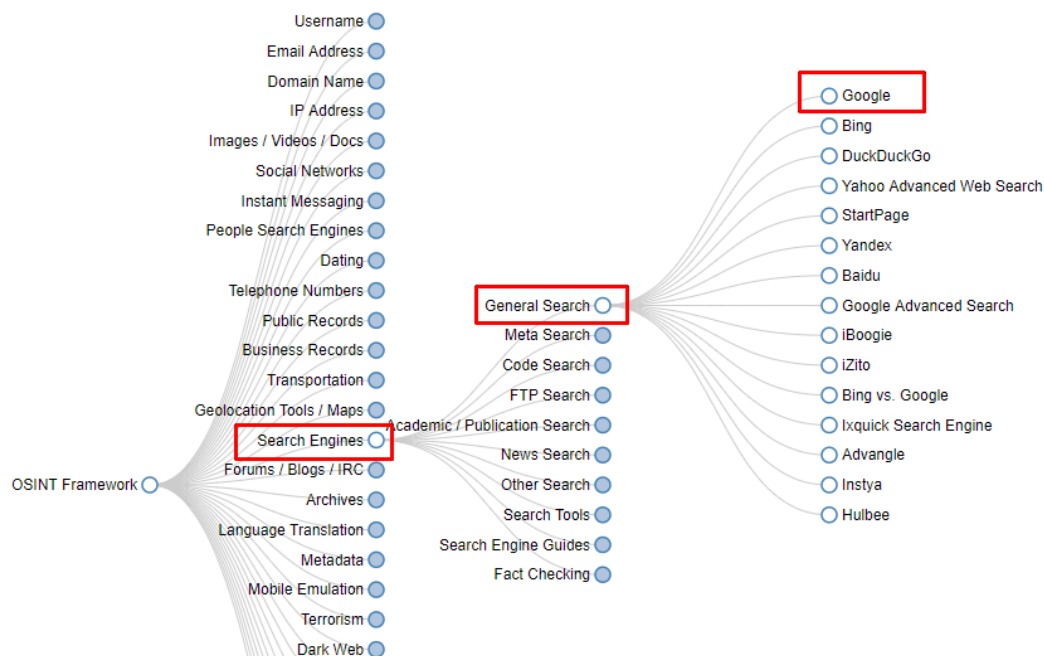 Username
Email Address
Domain Name
IP Address
Images / Videos / Docs
Social Networks
Instant Messaging
People Search Engines
Dating
Telephone Numbers
Public Records
Business Records
Transportation
Geolocation Tools / Maps
Search Engines
Forums / Blogs / IRC
OSINT Framework
Archives
Language Translation
Metadata
Mobile Emulation
Terrorism
Dark Web
General Search
Meta Search
Code Search
FTP Search
Academic / Publication Search
News Search
Other Search
Search Tools
Search Engine Guides
Fact Checking
Google
Bing
DuckDuckGo
Yahoo Advanced Web Search
StartPage
Yandex
Baidu
Google Advanced Search
iBoogie
iZito
Bing vs. Google
Ixquick Search Engine
Advangle
Instya
Hulbee